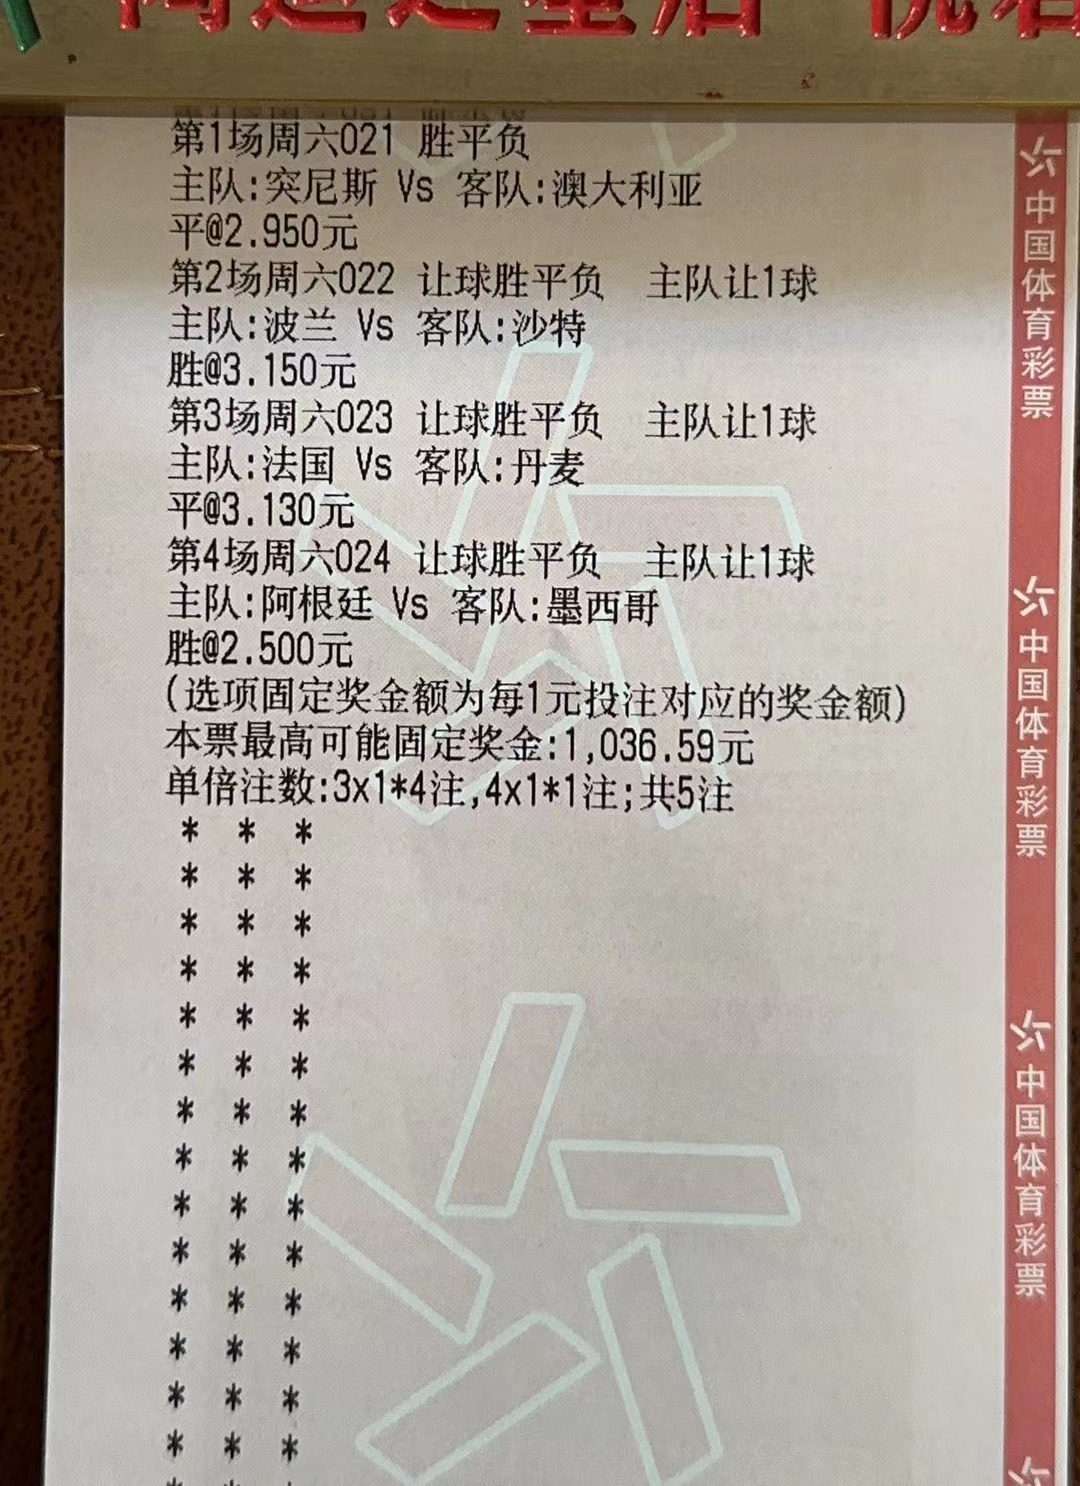 第1场周六021 胜平负
主队:突尼斯 Vs 客队:澳大利亚
平@2.950元
第2场周六022 让球胜平负 主队让1球
主队:波兰 Vs 客队:沙特
胜@3.150元
第3场周六023 让球胜平负 主队让1球
主队:法国 Vs 客队:丹麦
平@3.130元
第4场周六024 让球胜平负 主队让1球
主队:阿根廷 Vs 客队:墨西哥
胜@2.500元
(选项固定奖金额为每1元投注对应的奖金额)
本票最高可能固定奖金:1,036.59元
单倍注数:3x1*4注,4x1*1注;共5注
* * *
* * *
* * *
* * *
* * *
* * *
* * *
* * *
* * *
* * *
* * *
* * *
* * *
* * *
中国体育彩票
中国体育彩票
中国体育彩票